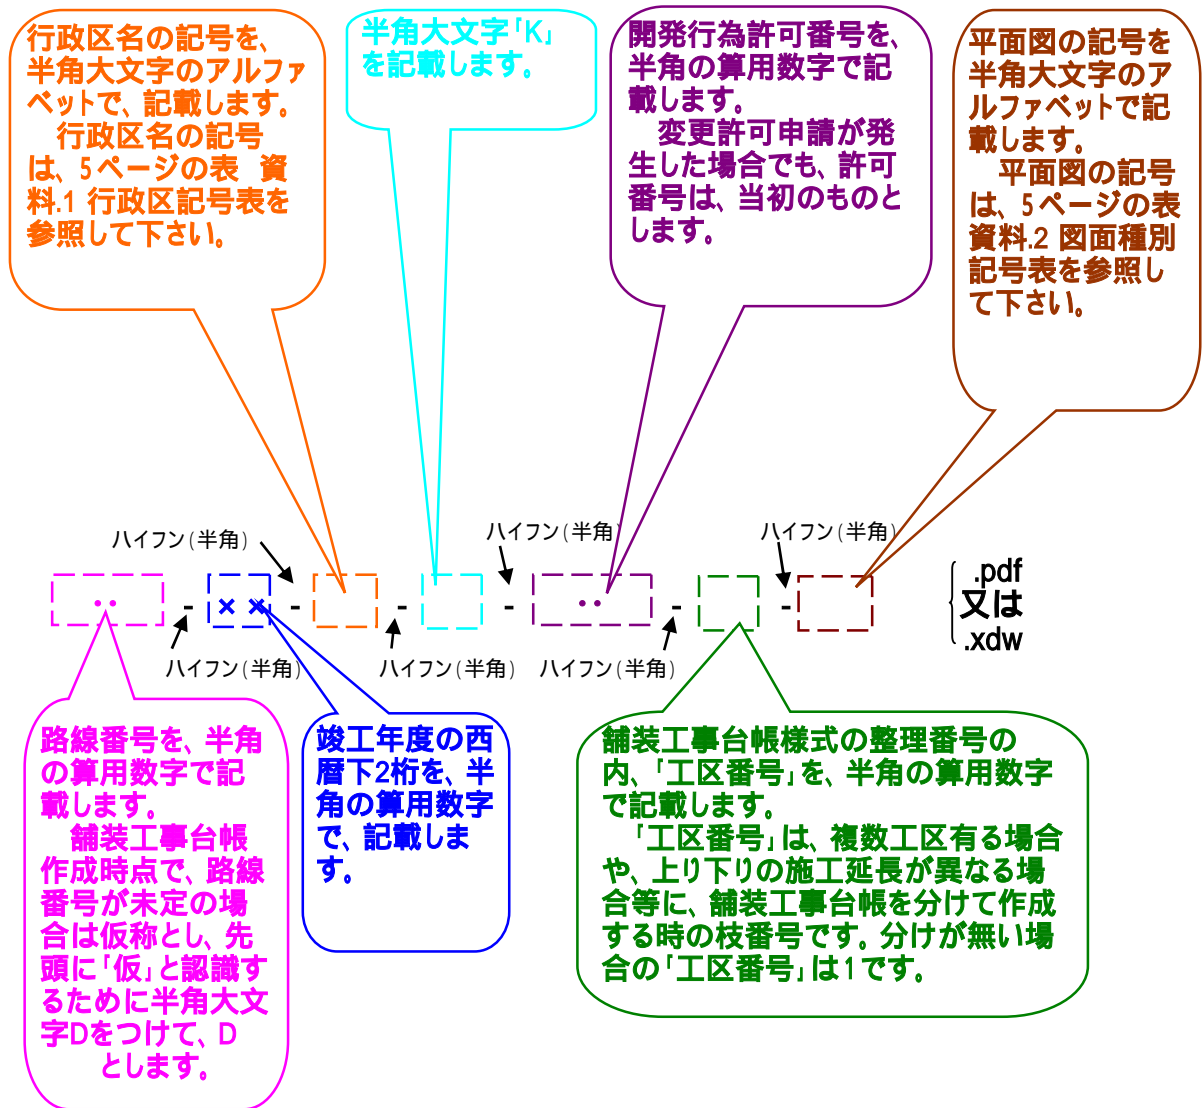 行政区名の記号を、
半角大文字のアルファ
ベットで、記載します。
　行政区名の記号
は、5ページの表　資
料.1 行政区記号表を
参照して下さい。
半角大文字「K」
を記載します。
開発行為許可番号を、
半角の算用数字で記
載します。
　変更許可申請が発
生した場合でも、許可
番号は、当初のものと
します。
平面図の記号を
半角大文字のア
ルファベットで記
載します。
　平面図の記号
は、5ページの表
資料.2 図面種別
記号表を参照し
て下さい。
ハイフン(半角)
ハイフン(半角)
ハイフン(半角)
‥ - ×× - - - ‥ - -
.pdf
又は
.xdw
ハイフン(半角)
ハイフン(半角)
ハイフン(半角)
路線番号を、半角
の算用数字で記
載します。
　舗装工事台帳
作成時点で、路線
番号が未定の場
合は仮称とし、先
頭に「仮」と認識す
るために半角大文
字Dをつけて、D
　　とします。
竣工年度の西
暦下2桁を、半
角の算用数字
で、記載しま
す。
舗装工事台帳様式の整理番号の
内、「工区番号」を、半角の算用数字
で記載します。
　「工区番号」は、複数工区有る場合
や、上り下りの施工延長が異なる場
合等に、舗装工事台帳を分けて作成
する時の枝番号です。分けが無い場
合の「工区番号」は1です。